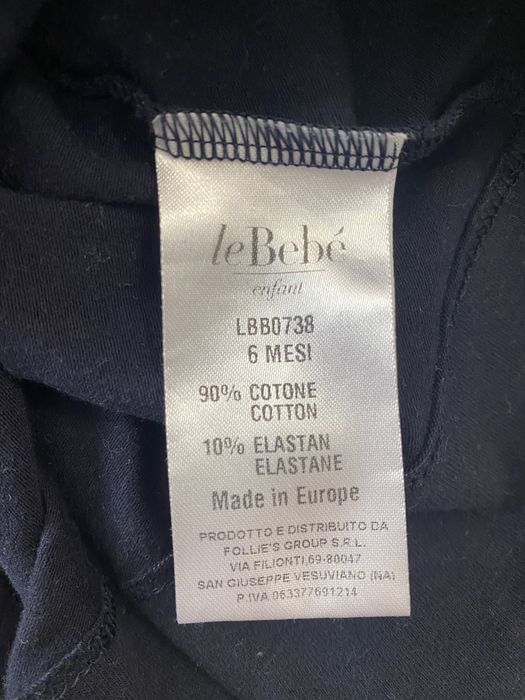 leBebé
enfant
LBB0738
6 MESI
90% COTONE
COTTON
10% ELASTAN
ELASTANE
Made in Europe
PRODOTTO E DISTRIBUITO DA
FOLLIE'S GROUP S.R.L.
VIA FILIONTI,69-80047
SAN GIUSEPPE VESUVIANO (NA)
P.IVA 063377691214